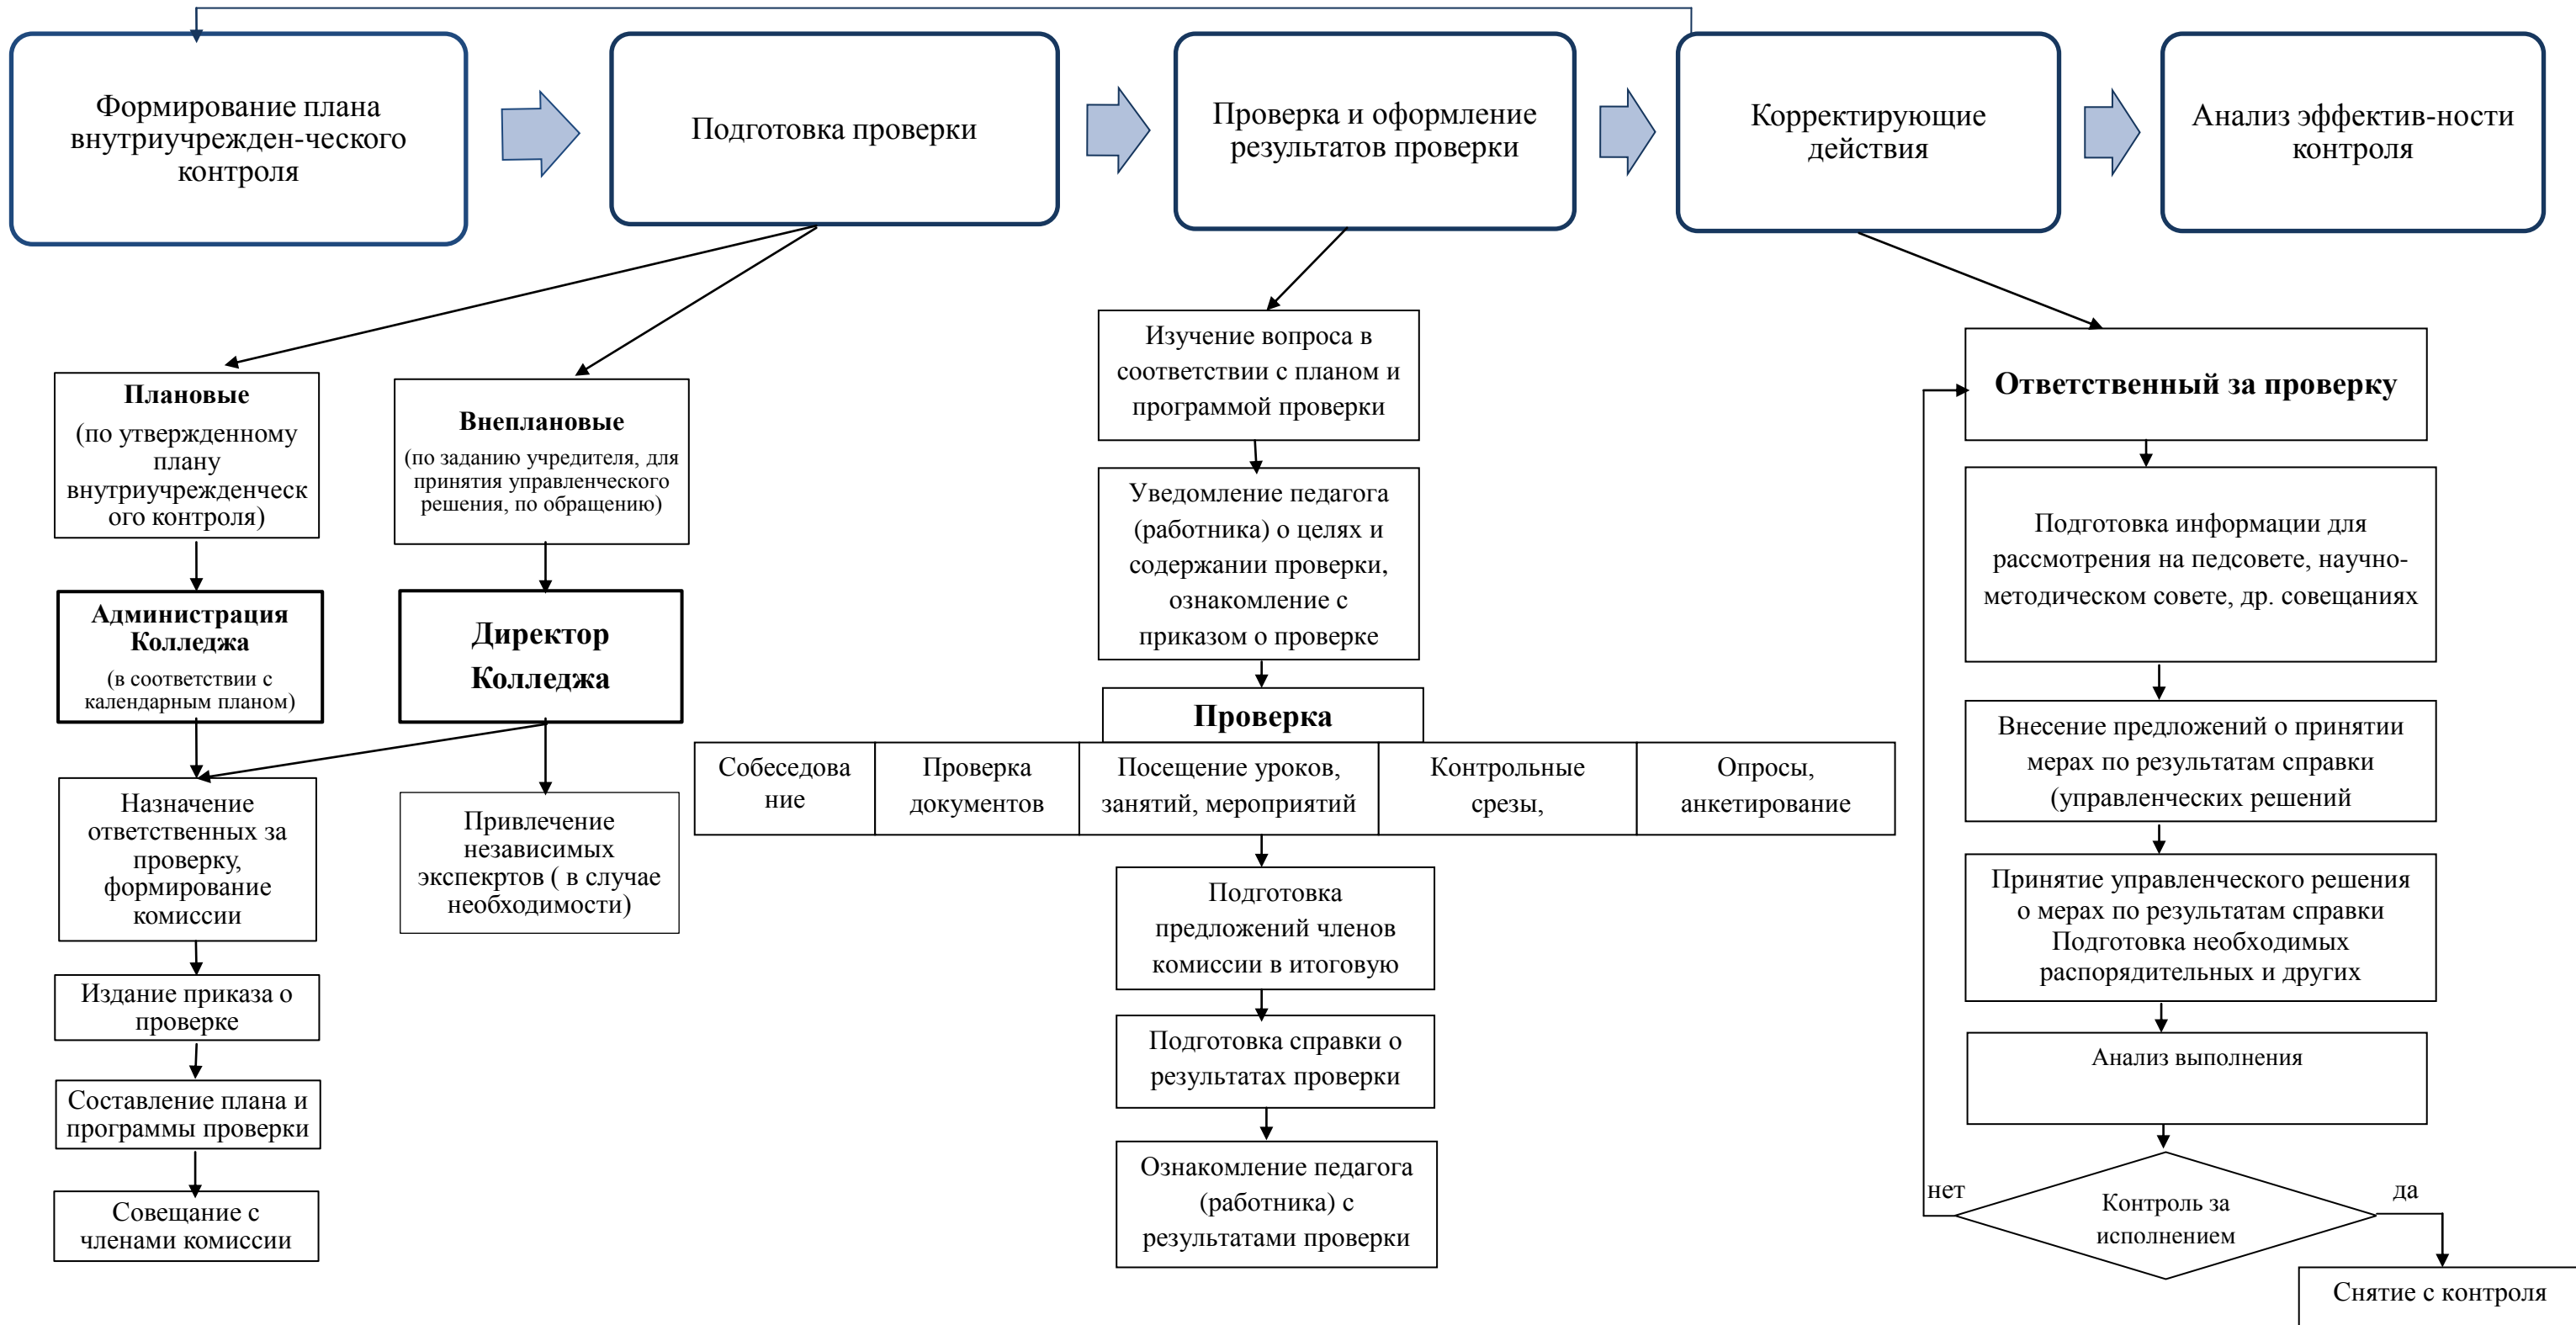 Формирование плана
внутриучрежден-ческого
контроля
Подготовка проверки
Проверка и оформление
результатов проверки
Корректирующие
действия
Анализ эффектив-ности
контроля
Плановые
(по утвержденному
плану
внутриучрежденческ
ого контроля)
Администрация
Колледжа
(в соответствии с
календарным планом)
Назначение
ответственных за
проверку,
формирование
комиссии
Издание приказа о
проверке
Составление плана и
программы проверки
Совещание с
членами комиссии
Внеплановые
(по заданию учредителя, для
принятия управленческого
решения, по обращению)
Директор
Колледжа
Привлечение
независимых
экспекртов ( в случае
необходимости)
Изучение вопроса в
соответствии с планом и
программой проверки
Уведомление педагога
(работника) о целях и
содержании проверки,
ознакомление с
приказом о проверке
Проверка
Собеседова
ние
Проверка
документов
Посещение уроков,
занятий, мероприятий
Контрольные
срезы,
Опросы,
анкетирование
Подготовка
предложений членов
комиссии в итоговую
Подготовка справки о
результатах проверки
Ознакомление педагога
(работника) с
результатами проверки
Ответственный за проверку
Подготовка информации для
рассмотрения на педсовете, научно-
методическом совете, др. совещаниях
Внесение предложений о принятии
мерах по результатам справки
(управленческих решений
Принятие управленческого решения
о мерах по результатам справки
Подготовка необходимых
распорядительных и других
Анализ выполнения
нет
Контроль за
исполнением
да
Снятие с контроля